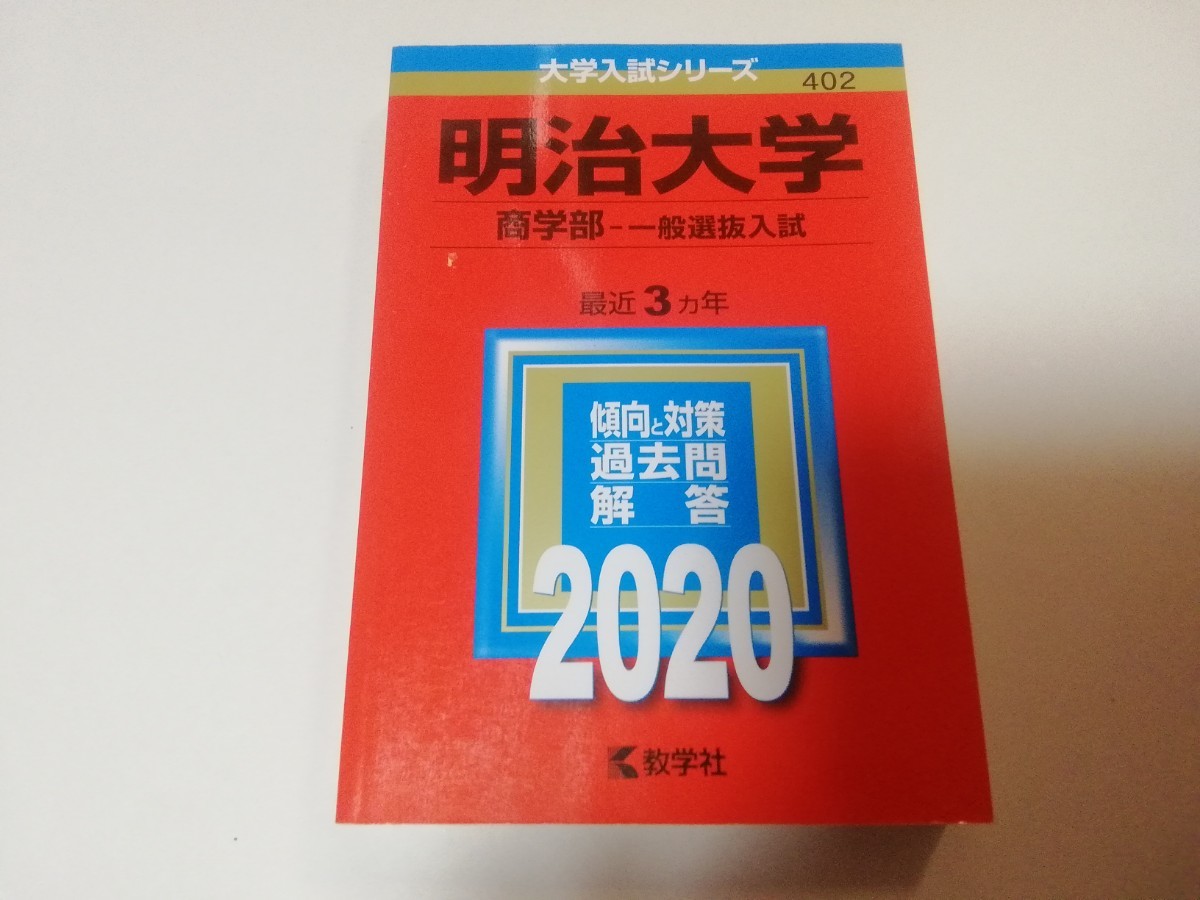 大学入試シリーズ
402
明治大学
商学部-一般選抜入試
最近3ヵ年
傾向と対策
過去問
解答
2020
教学社